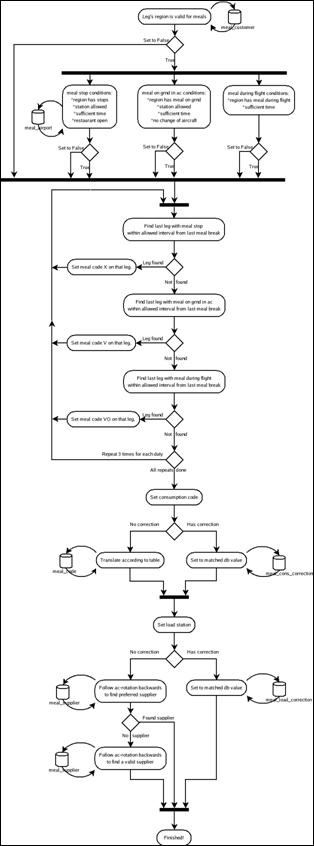 Leg's region is valid for meals
meal_customer
Set to False
True
meal stop conditions:
*region has stops
*station allowed
*sufficient time
restaurant open
meal on-grnd in ac conditions:
*region has meal on-grnd
*station allowed
*sufficient time
*no change of aircraft
meal during flight conditions:
*region has meal during flight
*sufficient time
meal_airport
Set to False
True
Set to False
True
Set to False
True
Find last leg with meal stop
within allowed interval from last meal break
Set meal code X on that leg.
Leg found
Not found
Find last leg with meal on grnd in ac
within allowed interval from last meal break
Set meal code V on that leg.
Leg found
Not found
Find last leg with meal during flight
within allowed interval from last meal break
Set meal code VO on that leg.
Leg found
Not found
Repeat 3 times for each duty
All repeats done
Set consumption code
No correction
Has correction
Translate according to table
Set to matched db value
meal_code
meal_cons_correction
Set load station
No correction
Has correction
Follow ac-rotation backwards
to find preferred supplier
Set to matched db value
meal_supplier
meal_load_correction
Found supplier
No supplier
Follow ac-rotation backwards
to find a valid supplier
meal_supplier
Finished!